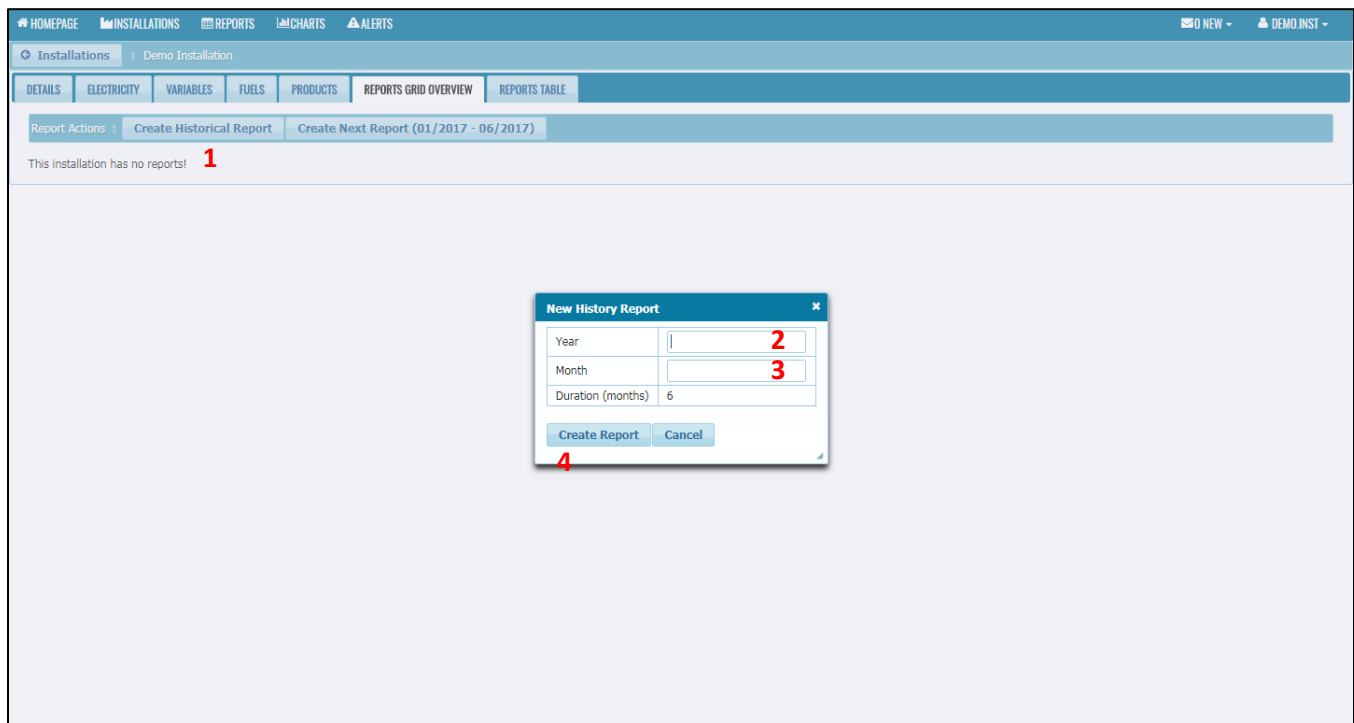 HOMEPAGE INSTALLATIONS REPORTS CHARTS ALERTS 0 NEW DEMO.INST
Installations Demo Installation
DETAILS ELECTRICITY VARIABLES FUELS PRODUCTS REPORTS GRID OVERVIEW REPORTS TABLE
Report Actions Create Historical Report Create Next Report (01/2017 - 06/2017)
This installation has no reports! 1
New History Report
Year 2
Month 3
Duration (months) 6
Create Report Cancel
4